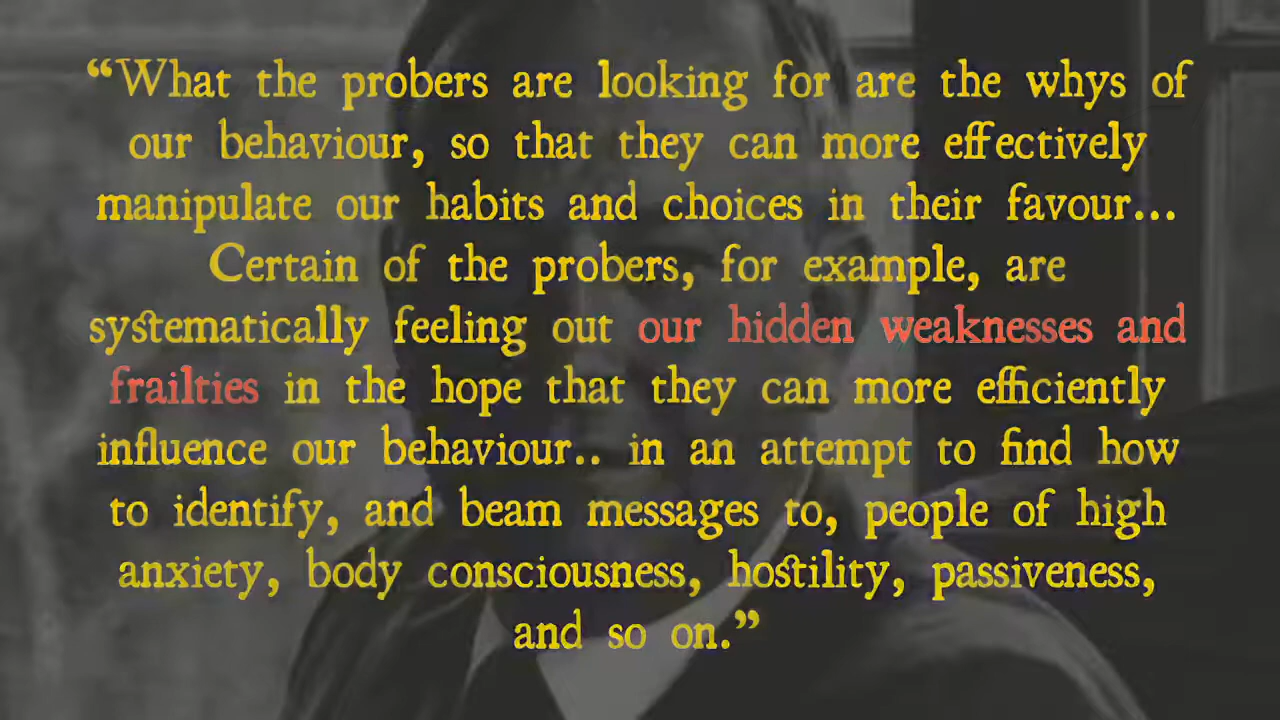 “What the probers are looking for are the whys of
our behaviour, so that they can more effectively
manipulate our habits and choices in their favour...
Certain of the probers, for example, are
systematically feeling out our hidden weaknesses and
frailties in the hope that they can more efficiently
influence our behaviour.. in an attempt to find how
to identify, and beam messages to, people of high
anxiety, body consciousness, hostility, passiveness,
and so on.”